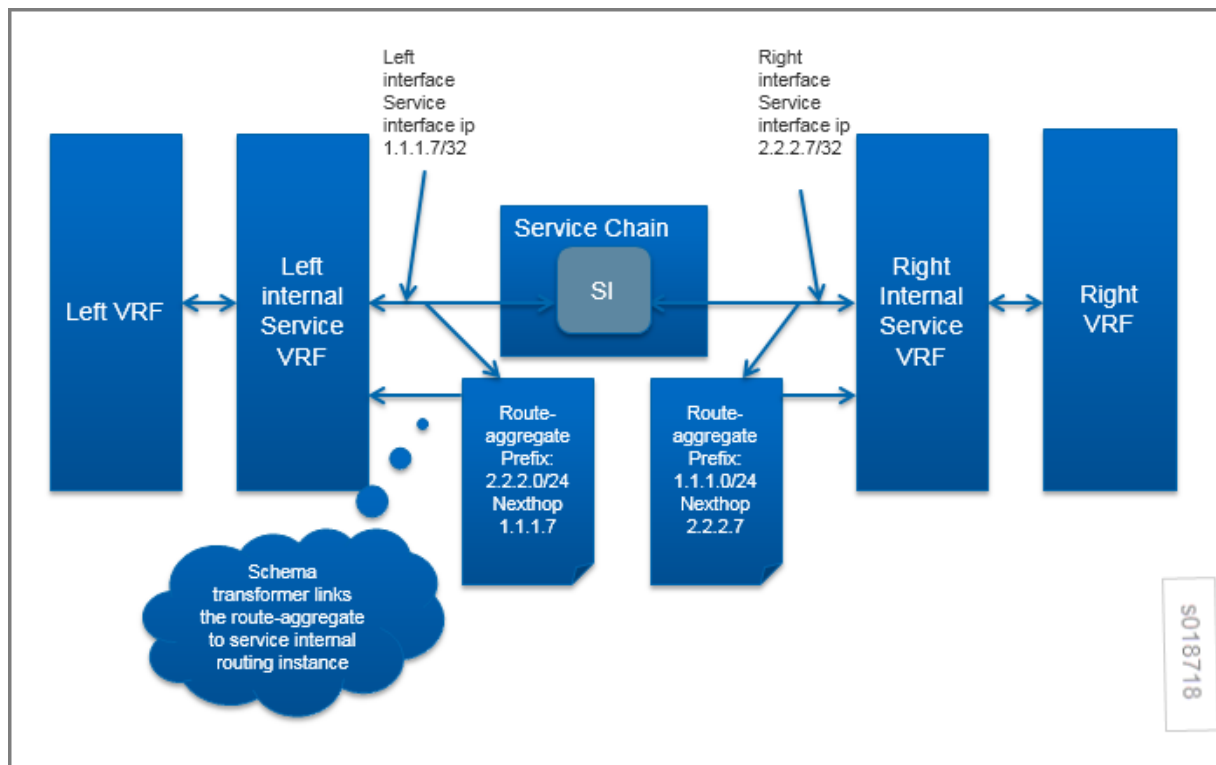 Left
interface
Service
interface ip
1.1.1.7/32
Right
interface
Service
interface ip
2.2.2.7/32
Left VRF
Left
internal
Service
VRF
Service Chain
SI
Right
Internal
Service
VRF
Right
VRF
Route-
aggregate
Prefix:
2.2.2.0/24
Nexthop
1.1.1.7
Route-
aggregate
Prefix:
1.1.1.0/24
Nexthop
2.2.2.7
Schema
transformer links
the route-aggregate
to service internal
routing instance
s018718